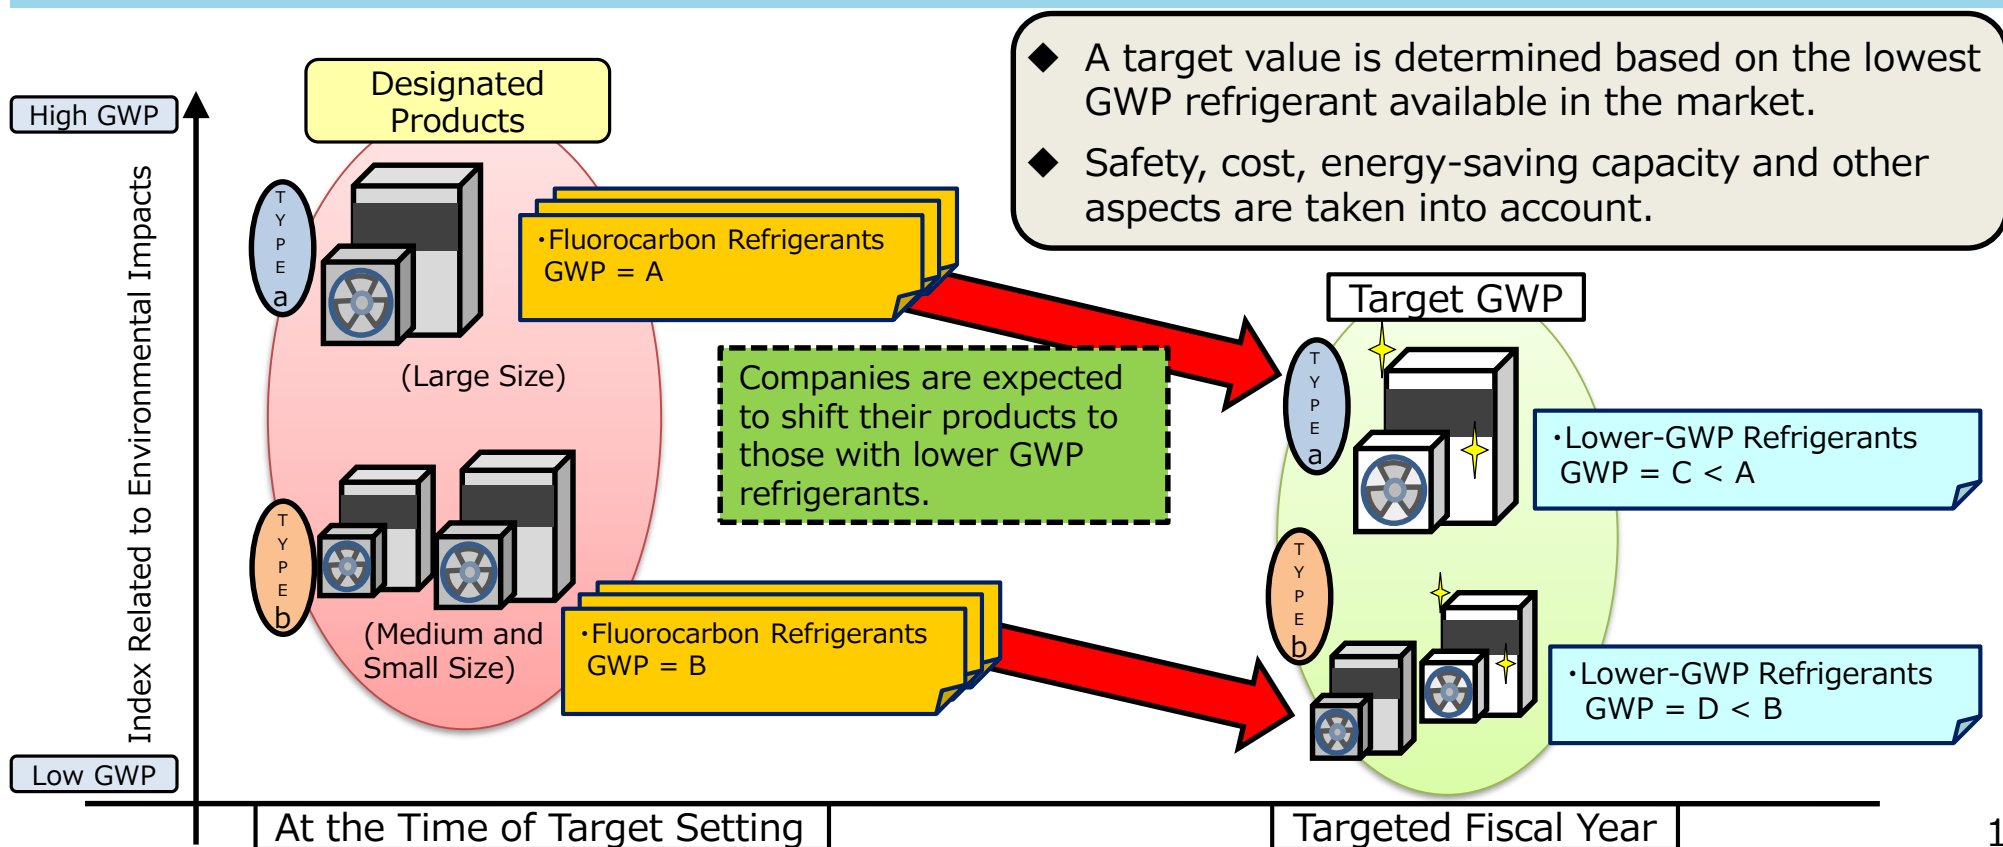 ◆ A target value is determined based on the lowest
GWP refrigerant available in the market.
◆ Safety, cost, energy-saving capacity and other
aspects are taken into account.
High GWP
Index Related to Environmental Impacts
Low GWP
Designated
Products
TYPE
a
(Large Size)
・Fluorocarbon Refrigerants
GWP = A
TYPE
b
(Medium and
Small Size)
・Fluorocarbon Refrigerants
GWP = B
Companies are expected
to shift their products to
those with lower GWP
refrigerants.
Target GWP
TYPE
a
・Lower-GWP Refrigerants
GWP = C < A
TYPE
b
・Lower-GWP Refrigerants
GWP = D < B
At the Time of Target Setting
Targeted Fiscal Year
1